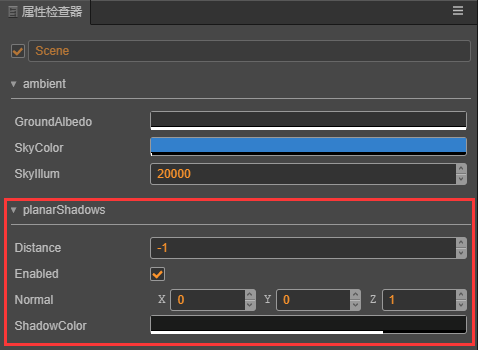 属性检查器
Scene
ambient
GroundAlbedo
SkyColor
SkyIllum 20000
planarShadows
Distance -1
Enabled
Normal X 0 Y 0 Z 1
ShadowColor